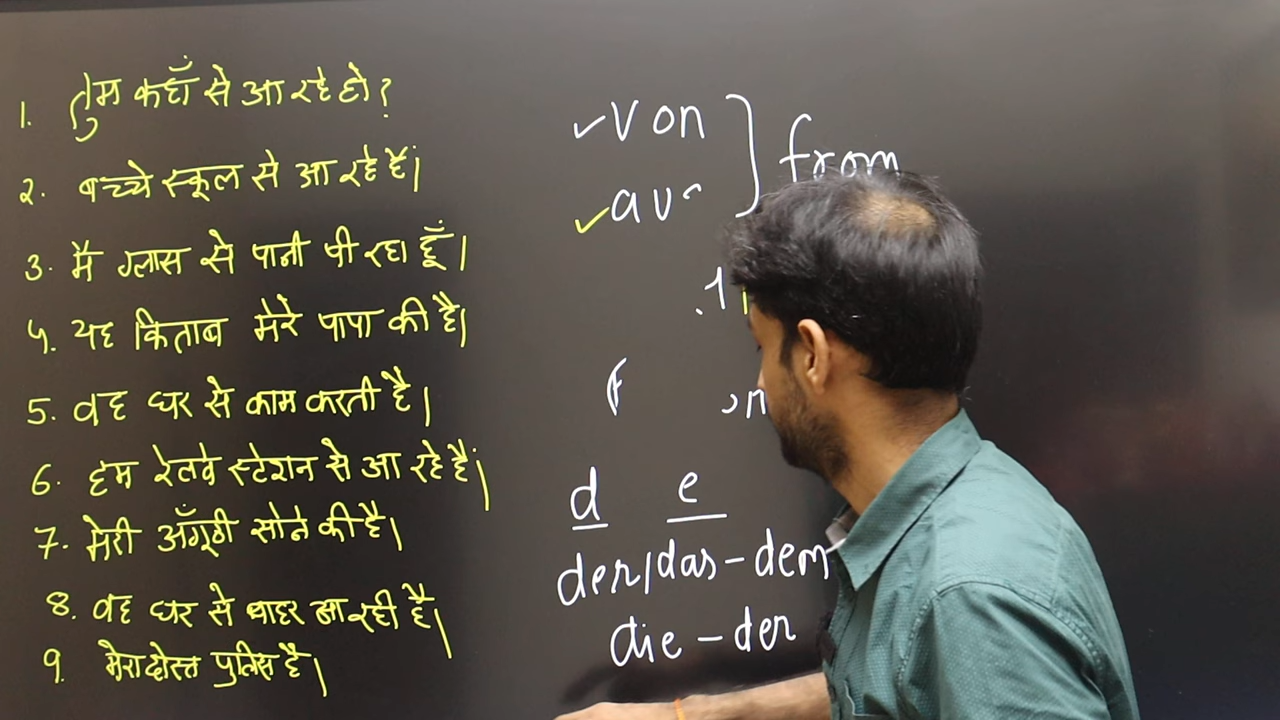 1. तुम कहाँ से आ रहे हो?
2. बच्चे स्कूल से आ रहे हैं।
3. मैं ग्लास से पानी पी रहा हूँ।
4. यह किताब मेरे पापा की है।
5. वह घर से काम करती है।
6. हम रेलवे स्टेशन से आ रहे हैं।
7. मेरी अँगूठी सोने की है।
8. वह घर से बाहर आ रही है।
9. मेरा दोस्त पुलिस है।
✓von
✓
from
d e
der/das-dem
die-der